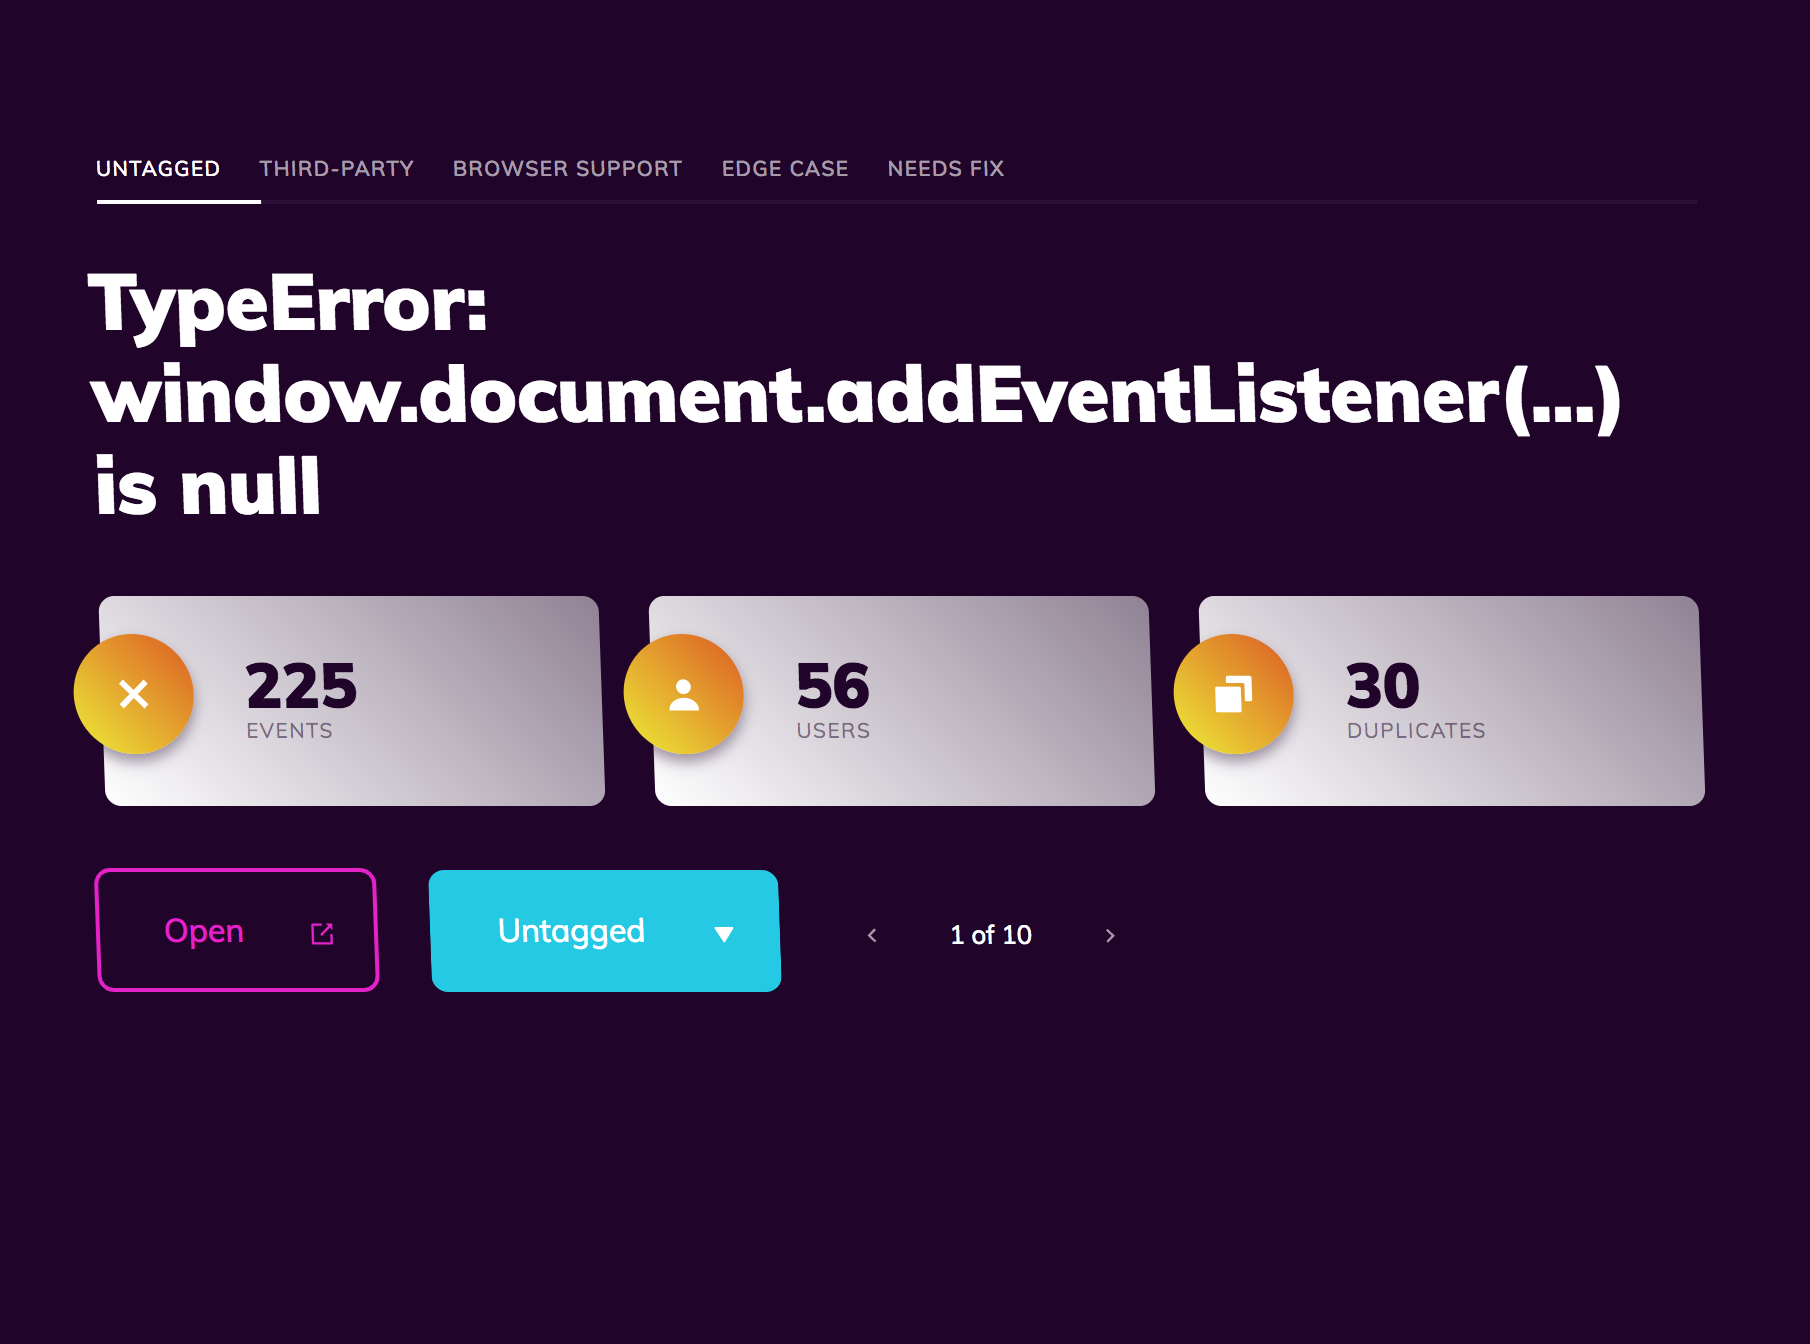 UNTAGGED THIRD-PARTY BROWSER SUPPORT EDGE CASE NEEDS FIX
TypeError:
window.document.addEventListener(...)
is null
225
EVENTS
56
USERS
30
DUPLICATES
Open
Untagged
1 of 10